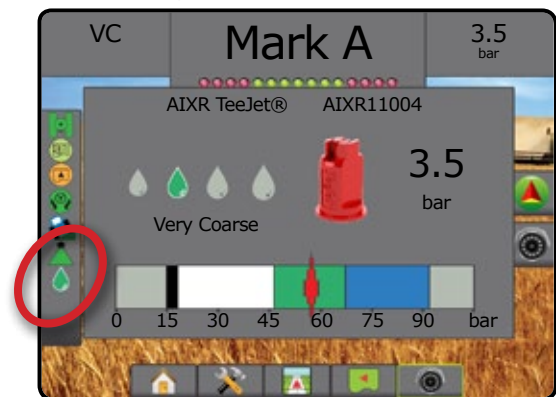 VC Mark A 3.5
bar
AIXR TeeJet® AIXR11004
3.5
bar
Very Coarse
0 15 30 45 60 75 90 bar